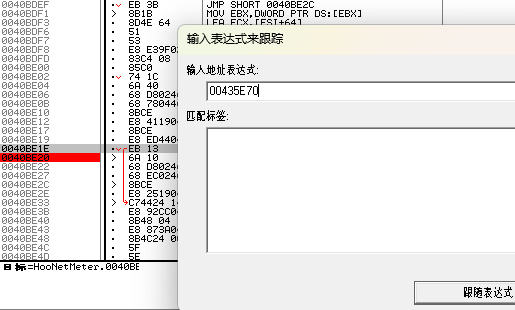 0040BDEF EB 3B JMP SHORT 0040BE2C
0040BDF1 8B1B MOV EBX,DWORD PTR DS:[EBX]
0040BDF3 8D4E 64 LEA ECX,[ESI+64]
0040BDF6 51
0040BDF7 53
0040BDF8 E8 E39F0
0040BDFD 83C4 08
0040BE00 85C0
0040BE02 74 1C
0040BE04 6A 40
0040BE06 68 D8024
0040BE0B 68 78044
0040BE10 8BCE
0040BE12 E8 41190
0040BE17 8BCE
0040BE19 E8 ED440
0040BE1E EB 13
0040BE20 6A 10
0040BE22 68 D8024
0040BE27 68 EC024
0040BE2C 8BCE
0040BE2E E8 25190
0040BE33 C74424 1
E8 92CC0
0040BE40 8B48 04
0040BE43 E8 873A0
0040BE48 8B4C24 0
0040BE4C 5F
0040BE4D 5E
目标=HooNetMeter.0040BE
输入表达式来跟踪
输入地址表达式:
00435E70
匹配标签:
跟随表达式